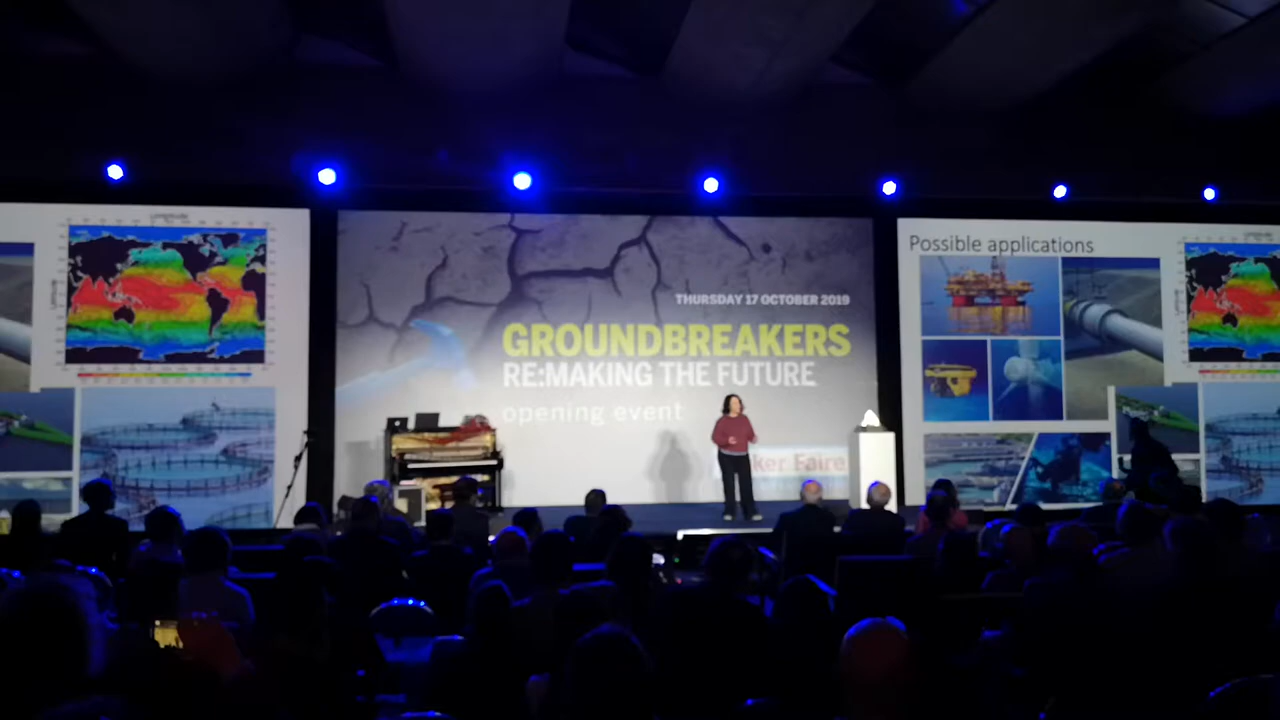 Possible applications
THURSDAY 17 OCTOBER 2019
GROUNDBREAKERS
RE:MAKING THE FUTURE
opening event
ker Faire